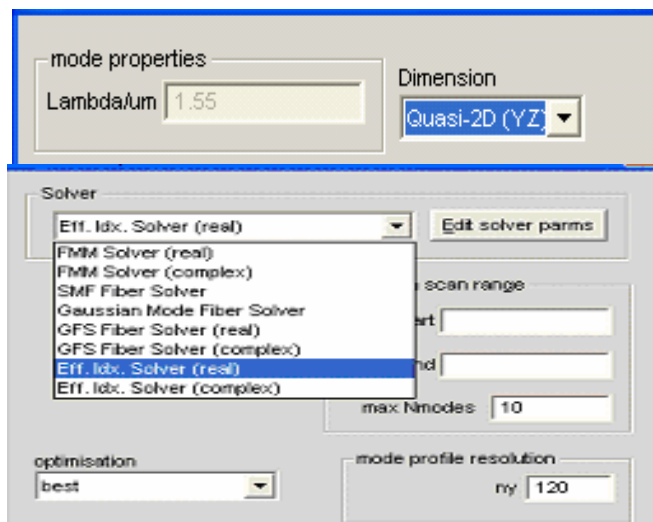 mode properties
Lambda/um 1.55
Dimension
Quasi-2D (YZ)
Solver
Eff. Idx. Solver (real)
Edit solver parms
FMM Solver (real)
FMM Solver (complex)
SMF Fiber Solver
Gaussian Mode Fiber Solver
GFS Fiber Solver (real)
GFS Fiber Solver (complex)
Eff. Idx. Solver (real)
Eff. Idx. Solver (complex)
scan range
max Nmodes 10
optimisation
best
mode profile resolution
ny 120